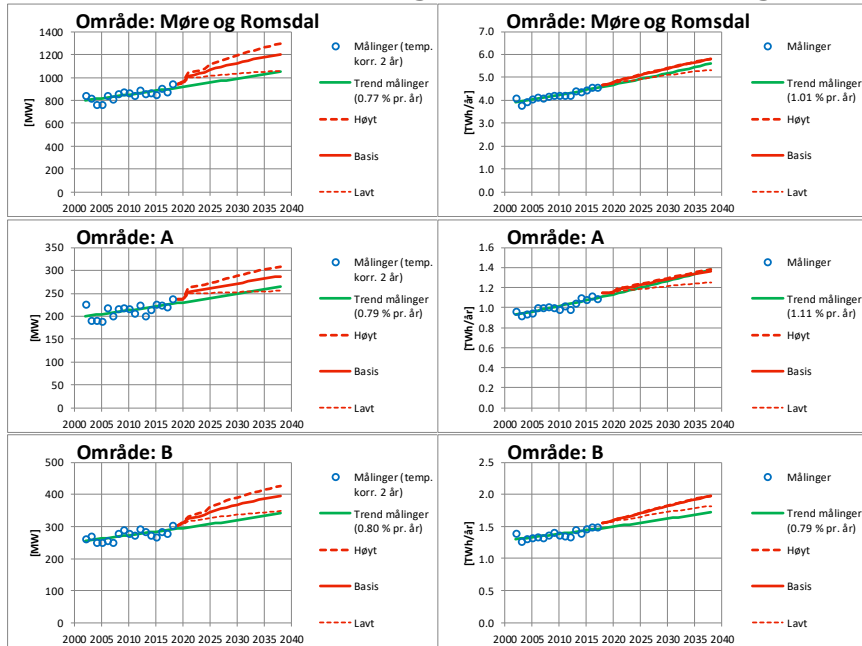 Område: Møre og Romsdal
1400
1200
1000
800
600
400
200
0
[MW]
2000 2005 2010 2015 2020 2025 2030 2035 2040
Målinger (temp.
korr. 2 år)
Trend målinger
(0.77 % pr. år)
Høyt
Basis
Lavt
Område: Møre og Romsdal
7.0
6.0
5.0
4.0
3.0
2.0
1.0
0.0
[TWh/år]
2000 2005 2010 2015 2020 2025 2030 2035 2040
Målinger
Trend målinger
(1.01 % pr. år)
Høyt
Basis
Lavt
Område: A
350
300
250
200
150
100
50
0
[MW]
2000 2005 2010 2015 2020 2025 2030 2035 2040
Målinger (temp.
korr. 2 år)
Trend målinger
(0.79 % pr. år)
Høyt
Basis
Lavt
Område: A
1.6
1.4
1.2
1.0
0.8
0.6
0.4
0.2
0.0
[TWh/år]
2000 2005 2010 2015 2020 2025 2030 2035 2040
Målinger
Trend målinger
(1.11 % pr. år)
Høyt
Basis
Lavt
Område: B
500
400
300
200
100
0
[MW]
2000 2005 2010 2015 2020 2025 2030 2035 2040
Målinger (temp.
korr. 2 år)
Trend målinger
(0.80 % pr. år)
Høyt
Basis
Lavt
Område: B
2.5
2.0
1.5
1.0
0.5
0.0
[TWh/år]
2000 2005 2010 2015 2020 2025 2030 2035 2040
Målinger
Trend målinger
(0.79 % pr. år)
Høyt
Basis
Lavt